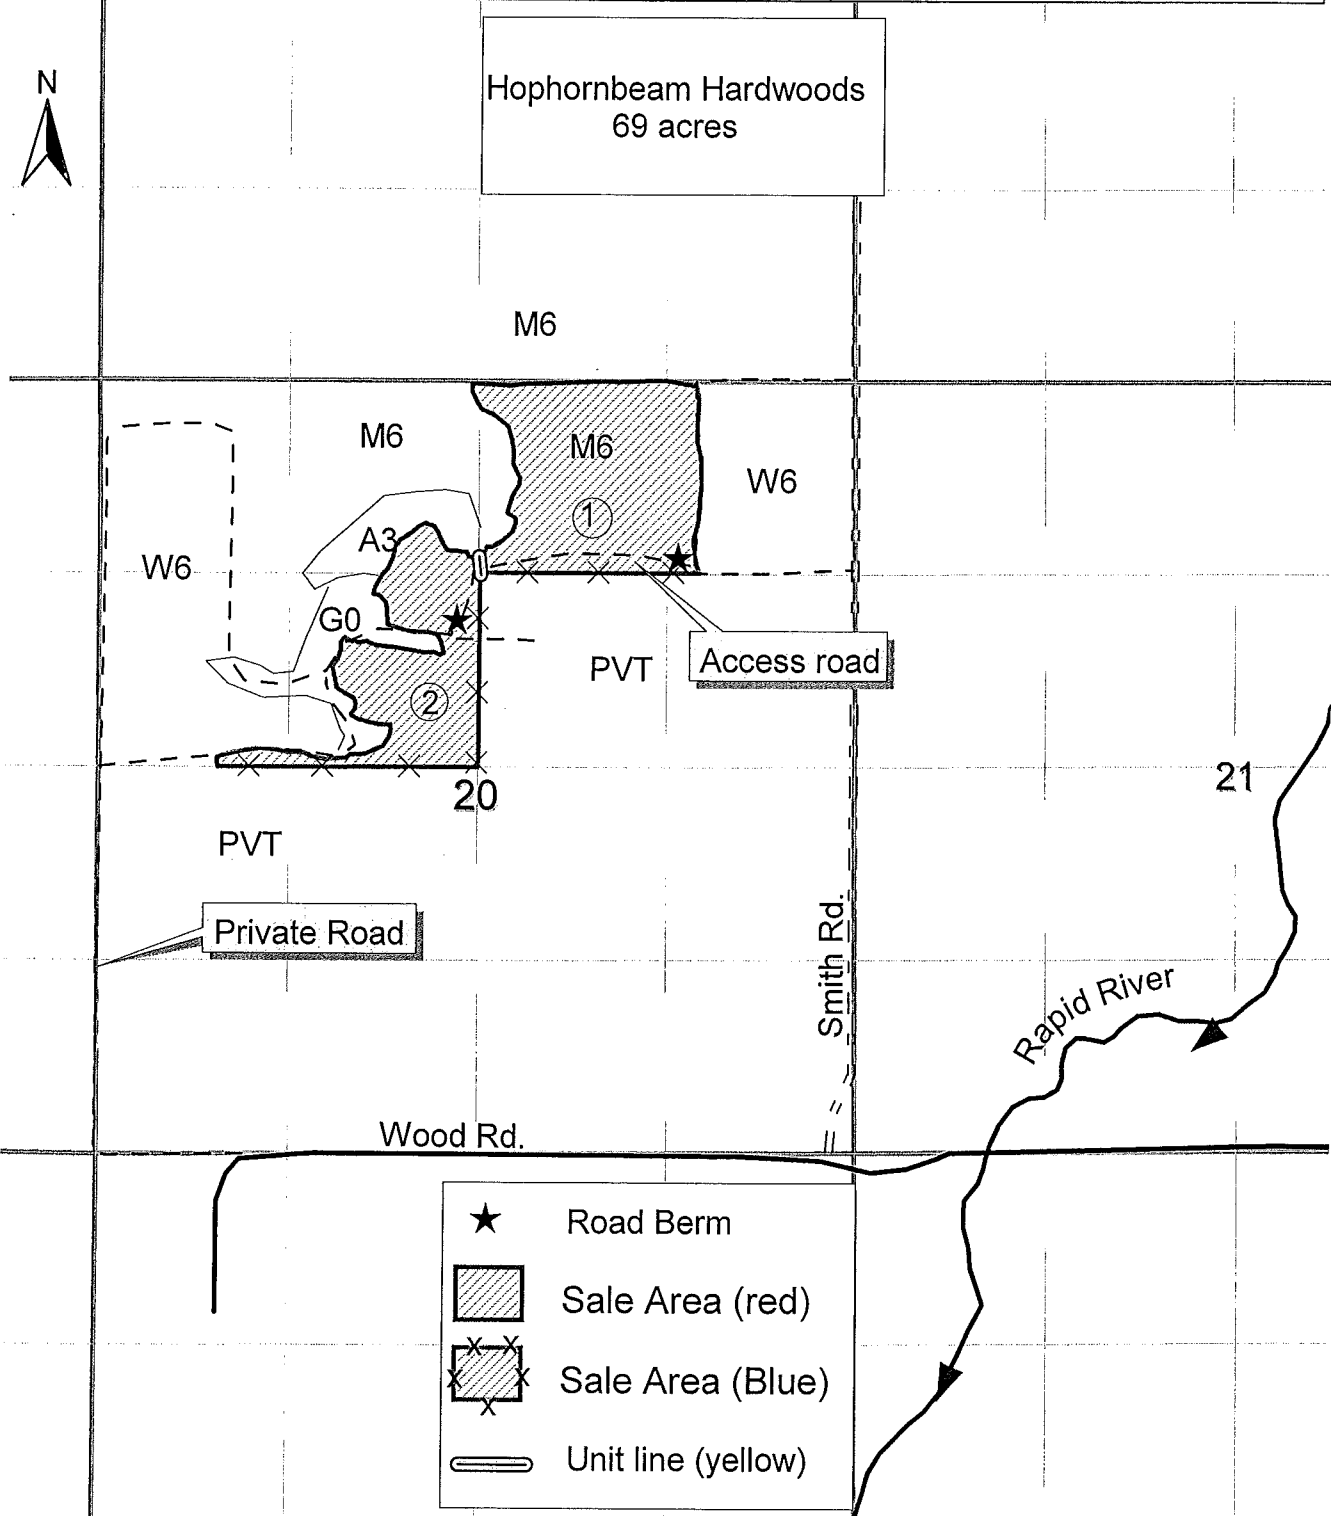 Hophornbeam Hardwoods
69 acres
N
M6
M6
M6
W6
1
A3
W6
G0
PVT
Access road
2
20
21
PVT
Private Road
Smith Rd.
Rapid River
Wood Rd.
Road Berm
Sale Area (red)
X X
X Sale Area (Blue)
X
X
Unit line (yellow)